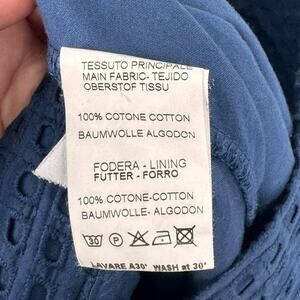 TESSUTO PRINCIPALE
MAIN FABRIC- TEJIDO
OBERSTOF TISSU
100% COTONE COTTON
BAUMWOLLE ALGODON
FODERA - LINING
FUTTER - FORRO
100% COTONE-COTTON
BAUMWOLLE- ALGODON
30 P
LAVARE A30° WASH at 30°